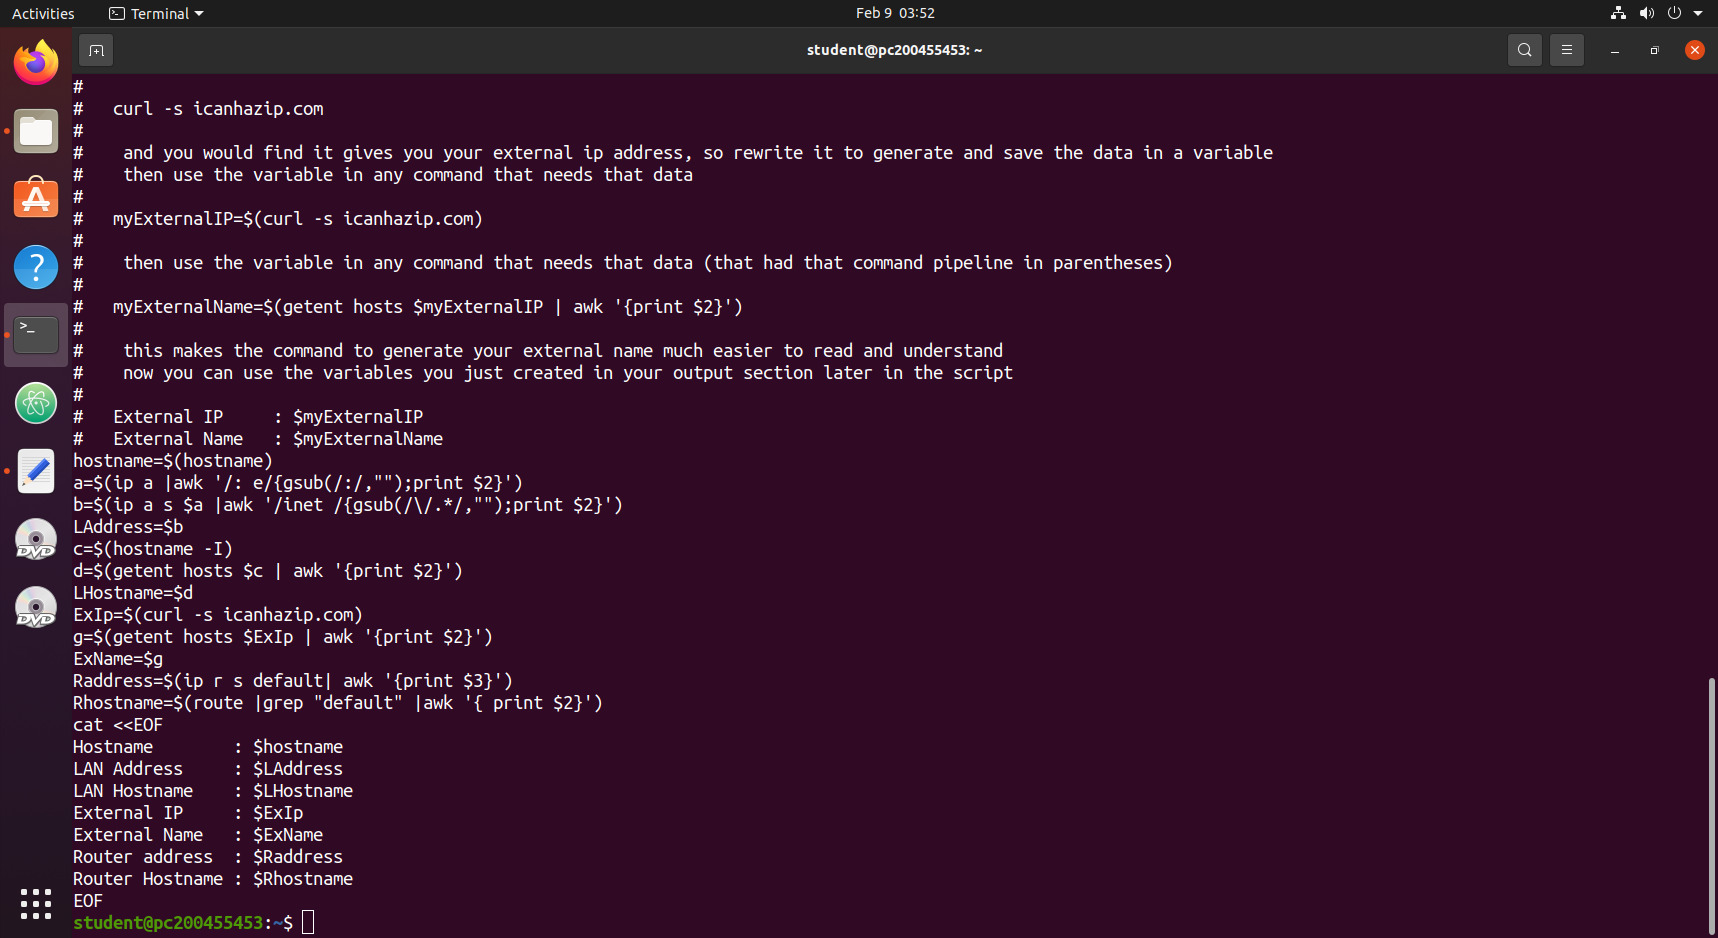 Activities
Terminal
Feb 9 03:52
student@pc200455453: ~
#
#   curl -s icanhazip.com
#
#    and you would find it gives you your external ip address, so rewrite it to generate and save the data in a variable
#    then use the variable in any command that needs that data
#
#   myExternalIP=$(curl -s icanhazip.com)
#
#    then use the variable in any command that needs that data (that had that command pipeline in parentheses)
#
#   myExternalName=$(getent hosts $myExternalIP | awk '{print $2}')
#
#    this makes the command to generate your external name much easier to read and understand
#    now you can use the variables you just created in your output section later in the script
#
#   External IP     : $myExternalIP
#   External Name   : $myExternalName
hostname=$(hostname)
a=$(ip a |awk '/: e/{gsub(/:/,"");print $2}')
b=$(ip a s $a |awk '/inet /{gsub(/\/.*/,"");print $2}')
LAddress=$b
c=$(hostname -I)
d=$(getent hosts $c | awk '{print $2}')
LHostname=$d
ExIp=$(curl -s icanhazip.com)
g=$(getent hosts $ExIp | awk '{print $2}')
ExName=$g
Raddress=$(ip r s default| awk '{print $3}')
Rhostname=$(route |grep "default" |awk '{ print $2}')
cat <<EOF
Hostname        : $hostname
LAN Address     : $LAddress
LAN Hostname    : $LHostname
External IP     : $ExIp
External Name   : $ExName
Router address  : $Raddress
Router Hostname : $Rhostname
EOF
student@pc200455453:~$
>_
?
DVD
DVD